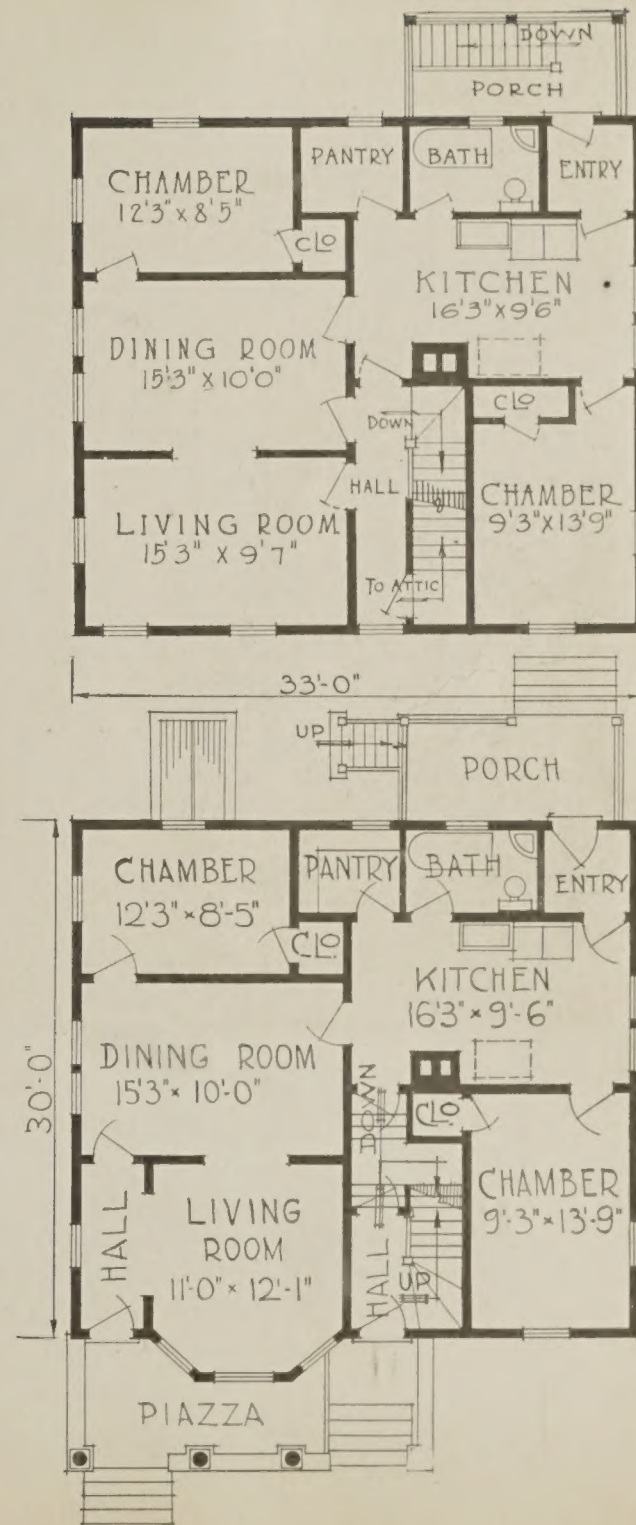 DOWN
PORCH
PANTRY
BATH
ENTRY
CHAMBER
12'3" x 8'5"
CLO
KITCHEN
16'3" x 9'6"
DINING ROOM
15'3" x 10'0"
CLO
DOWN
HALL
CHAMBER
9'3" x 13'9"
LIVING ROOM
15'3" x 9'7"
TO ATTIC
33'-0"
UP
PORCH
CHAMBER
12'3" x 8'-5"
PANTRY
BATH
ENTRY
CLO
KITCHEN
16'3" x 9'-6"
30'-0"
DINING ROOM
15'3" x 10'-0"
DOWN
CLO
CHAMBER
9'-3" x 13'-9"
HALL
LIVING
ROOM
11'-0" x 12'-1"
HALL
UP
PIAZZA